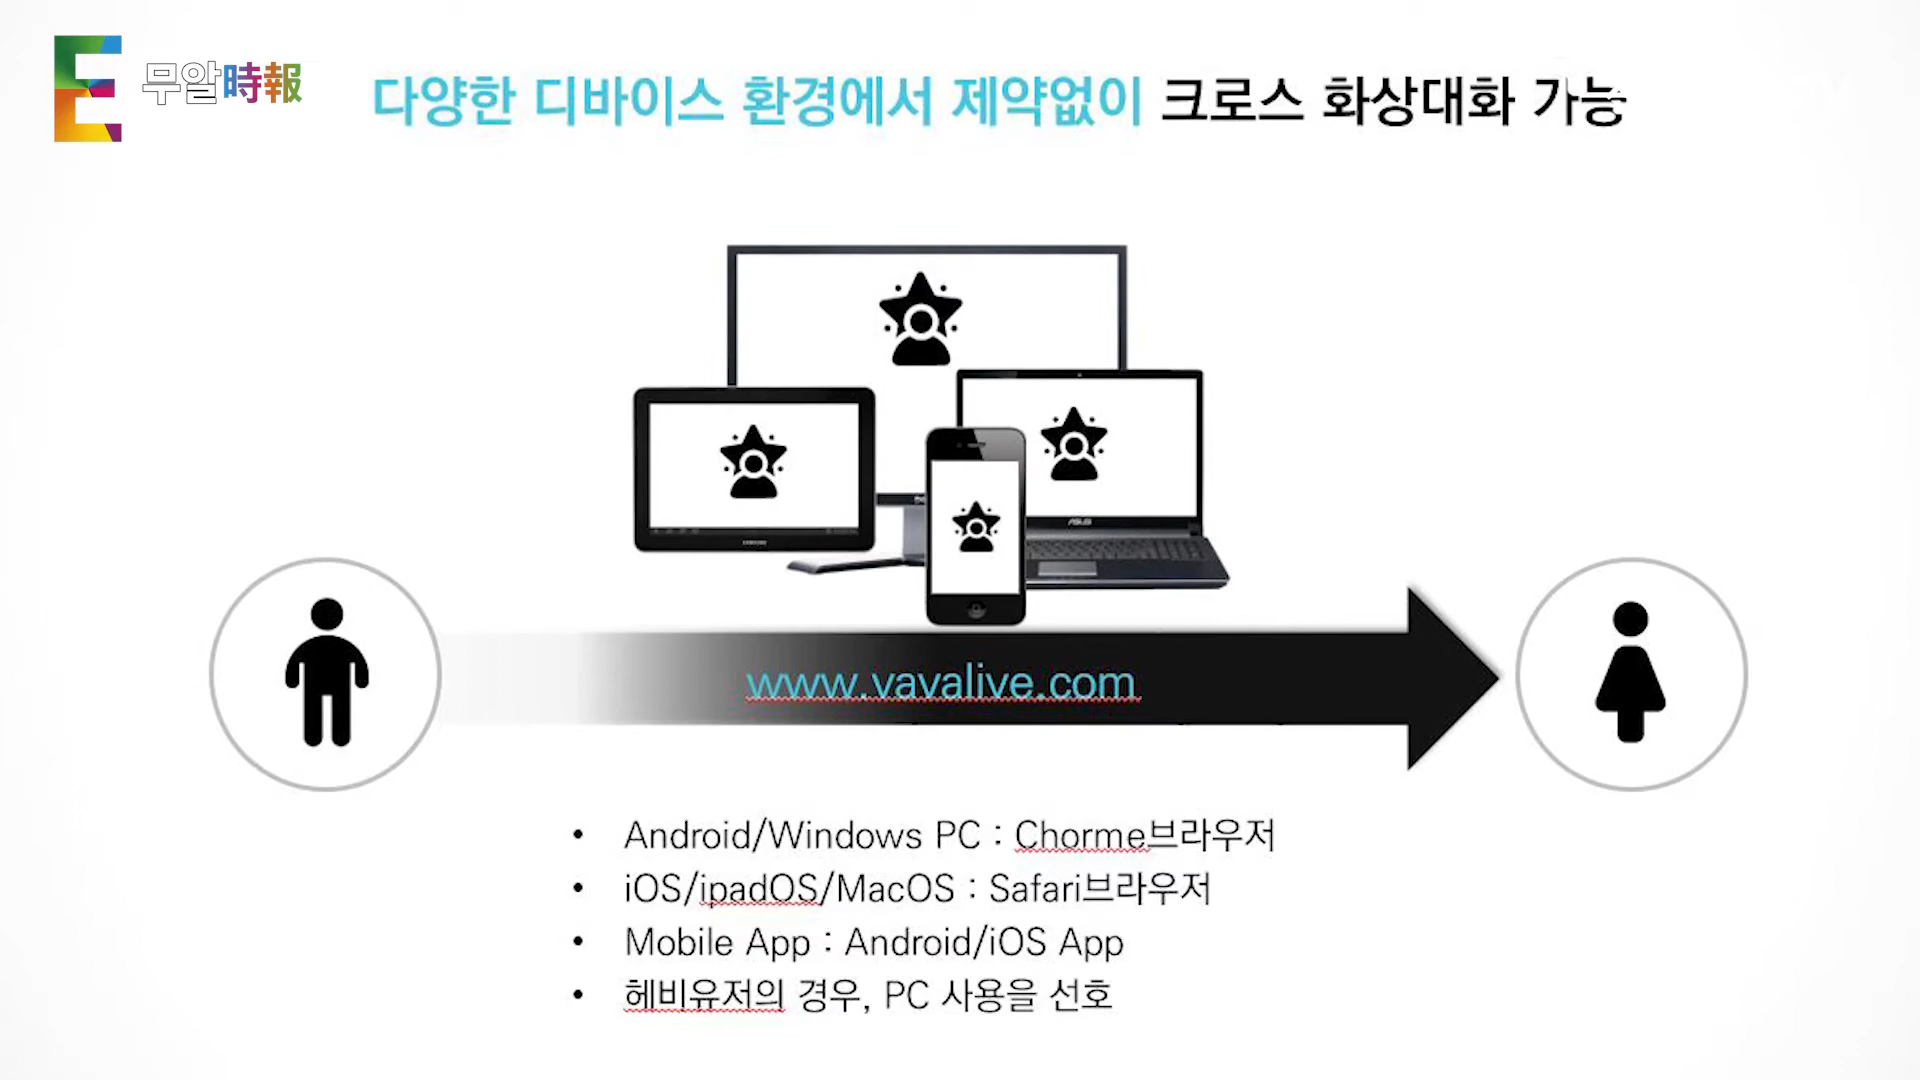 E 무알時報
다양한 디바이스 환경에서 제약없이 크로스 화상대화 가능
ASUS
SAMSUNG
www.vavalive.com
• Android/Windows PC : Chorme브라우저
• iOS/ipadOS/MacOS : Safari브라우저
• Mobile App : Android/iOS App
• 헤비유저의 경우, PC 사용을 선호